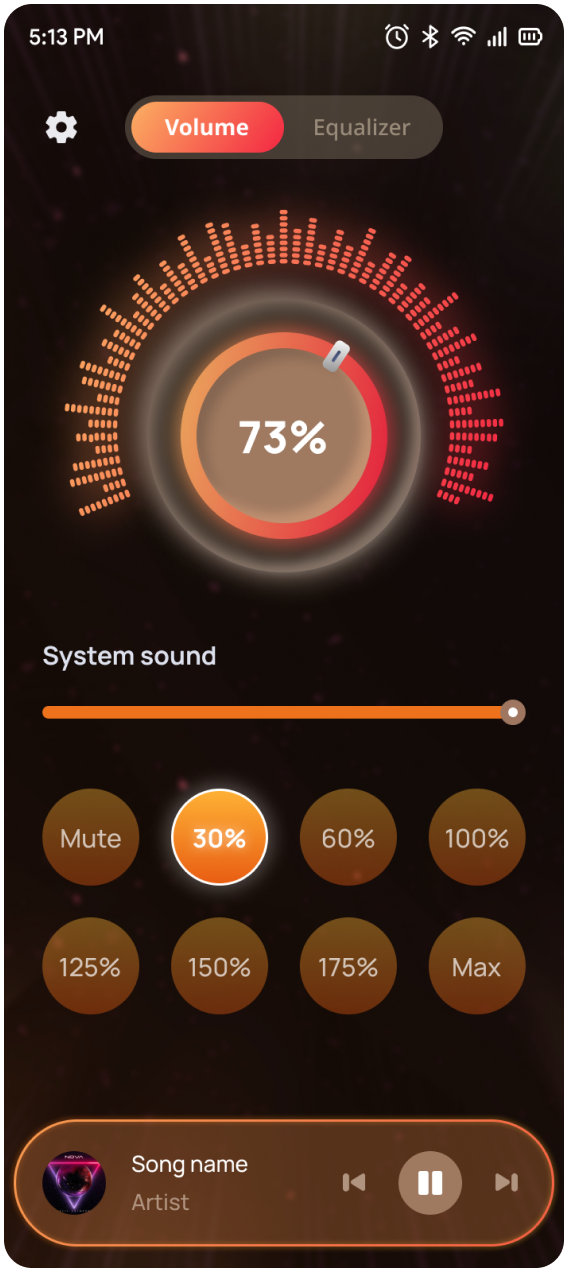 5:13 PM
Volume Equalizer
73%
System sound
Mute 30% 60% 100%
125% 150% 175% Max
NOVA
Song name
Artist